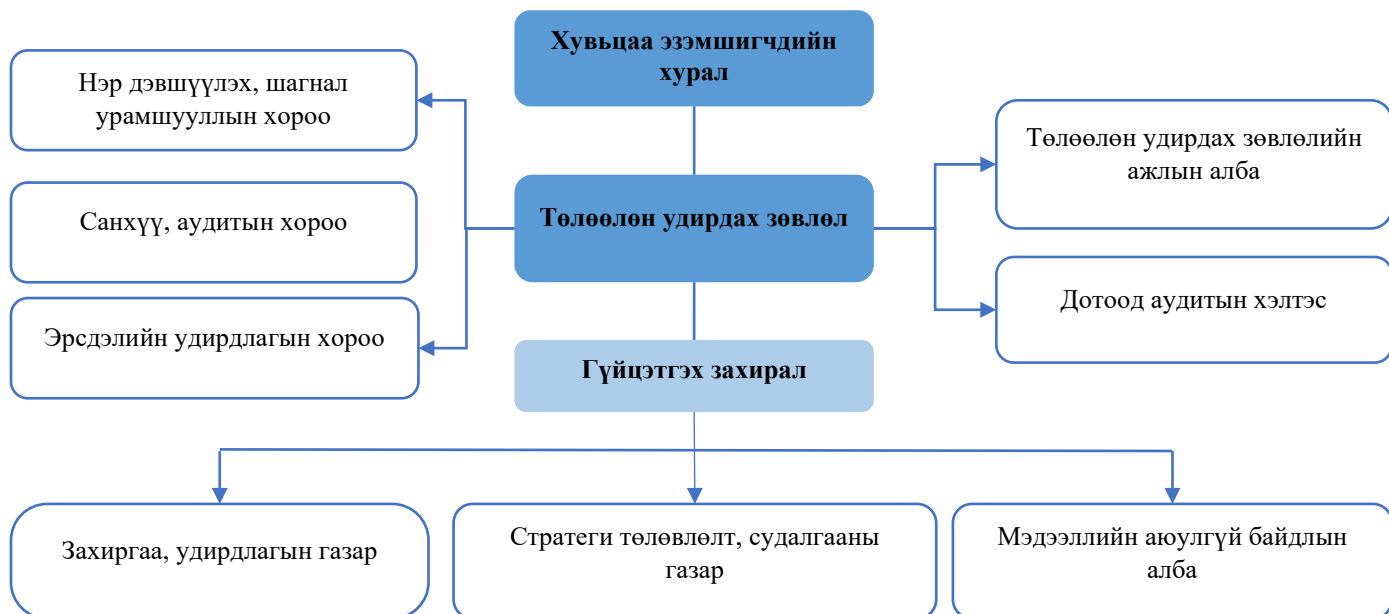 Хувьцаа эзэмшигчдийн
хурал
Нэр дэвшүүлэх, шагнал
урамшууллын хороо
Төлөөлөн удирдах зөвлөлийн
ажлын алба
Санхүү, аудитын хороо
Төлөөлөн удирдах зөвлөл
Эрсдэлийн удирдлагын хороо
Дотоод аудитын хэлтэс
Гүйцэтгэх захирал
Захиргаа, удирдлагын газар
Стратеги төлөвлөлт, судалгааны
газар
Мэдээллийн аюулгүй байдлын
алба